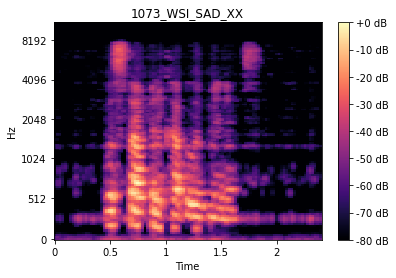 1073_WSI_SAD_XX
+0 dB
8192
-10 dB
4096
-20 dB
-30 dB
2048
Hz
-40 dB
1024
-50 dB
512
-60 dB
-70 dB
0
-80 dB
0 0.5 1 1.5 2
Time